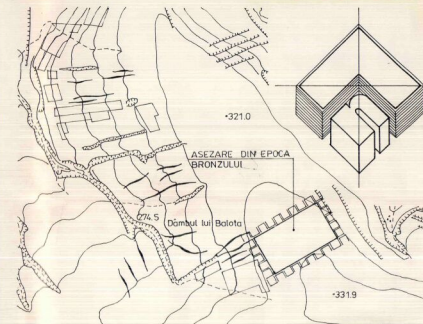 ·321.0
ASEZARE DIN EPOCA
BRONZULUI
274.5 Dâmbul lui Balota
·331.9